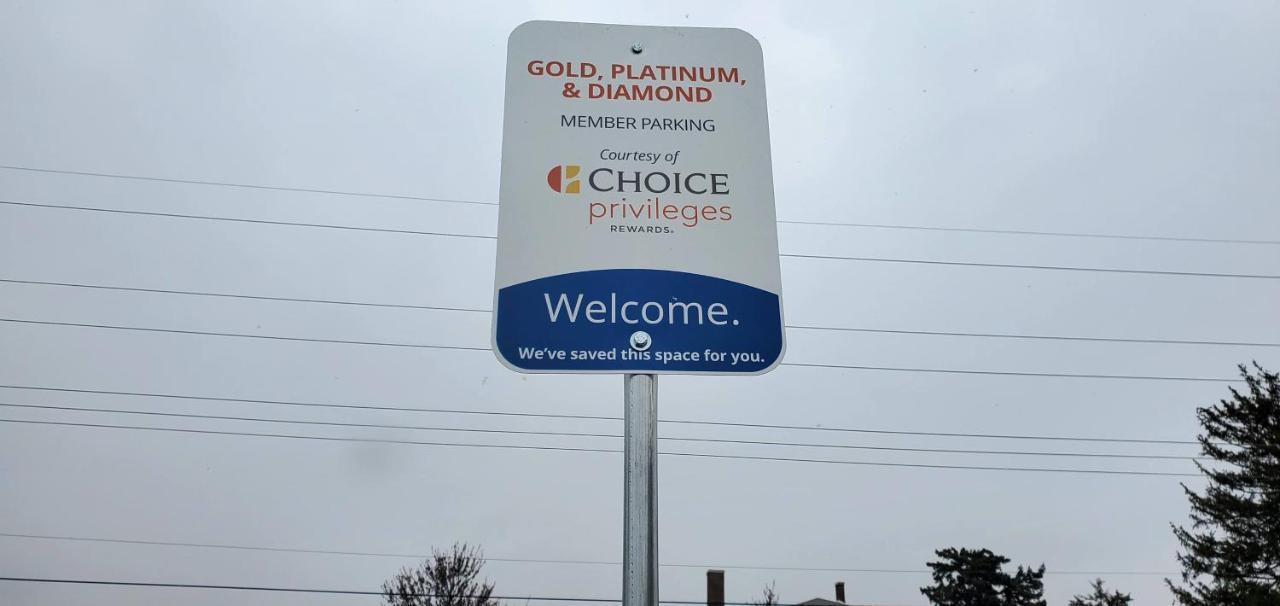 GOLD, PLATINUM,
& DIAMOND
MEMBER PARKING
Courtesy of
CHOICE
privileges
REWARDS®
Welcome.
We've saved this space for you.